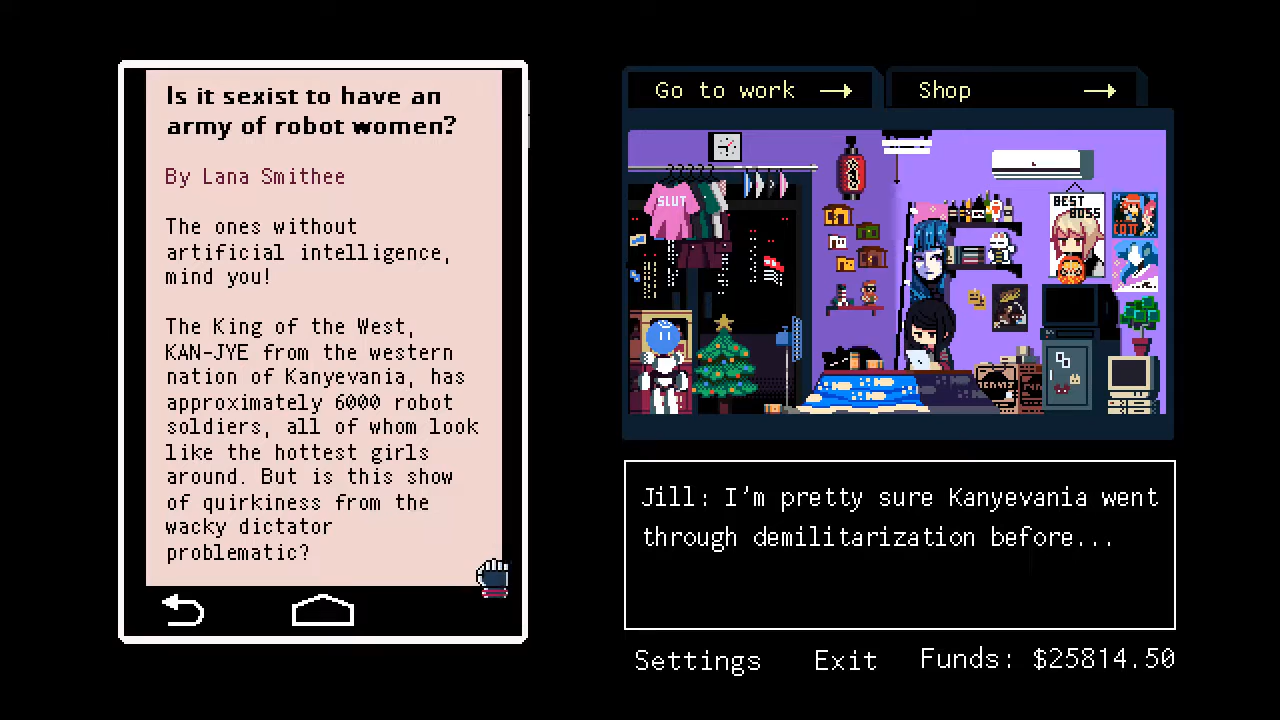 Is it sexist to have an
army of robot women?
By Lana Smithee
The ones without
artificial intelligence,
mind you!
The King of the West,
KAN-JYE from the western
nation of Kanyevania, has
approximately 6000 robot
soldiers, all of whom look
like the hottest girls
around. But is this show
of quirkiness from the
wacky dictator
problematic?
Go to work
Shop
SLUT
BEST
BOSS
Jill: I'm pretty sure Kanyevania went
through demilitarization before...
Settings
Exit
Funds: $25814.50